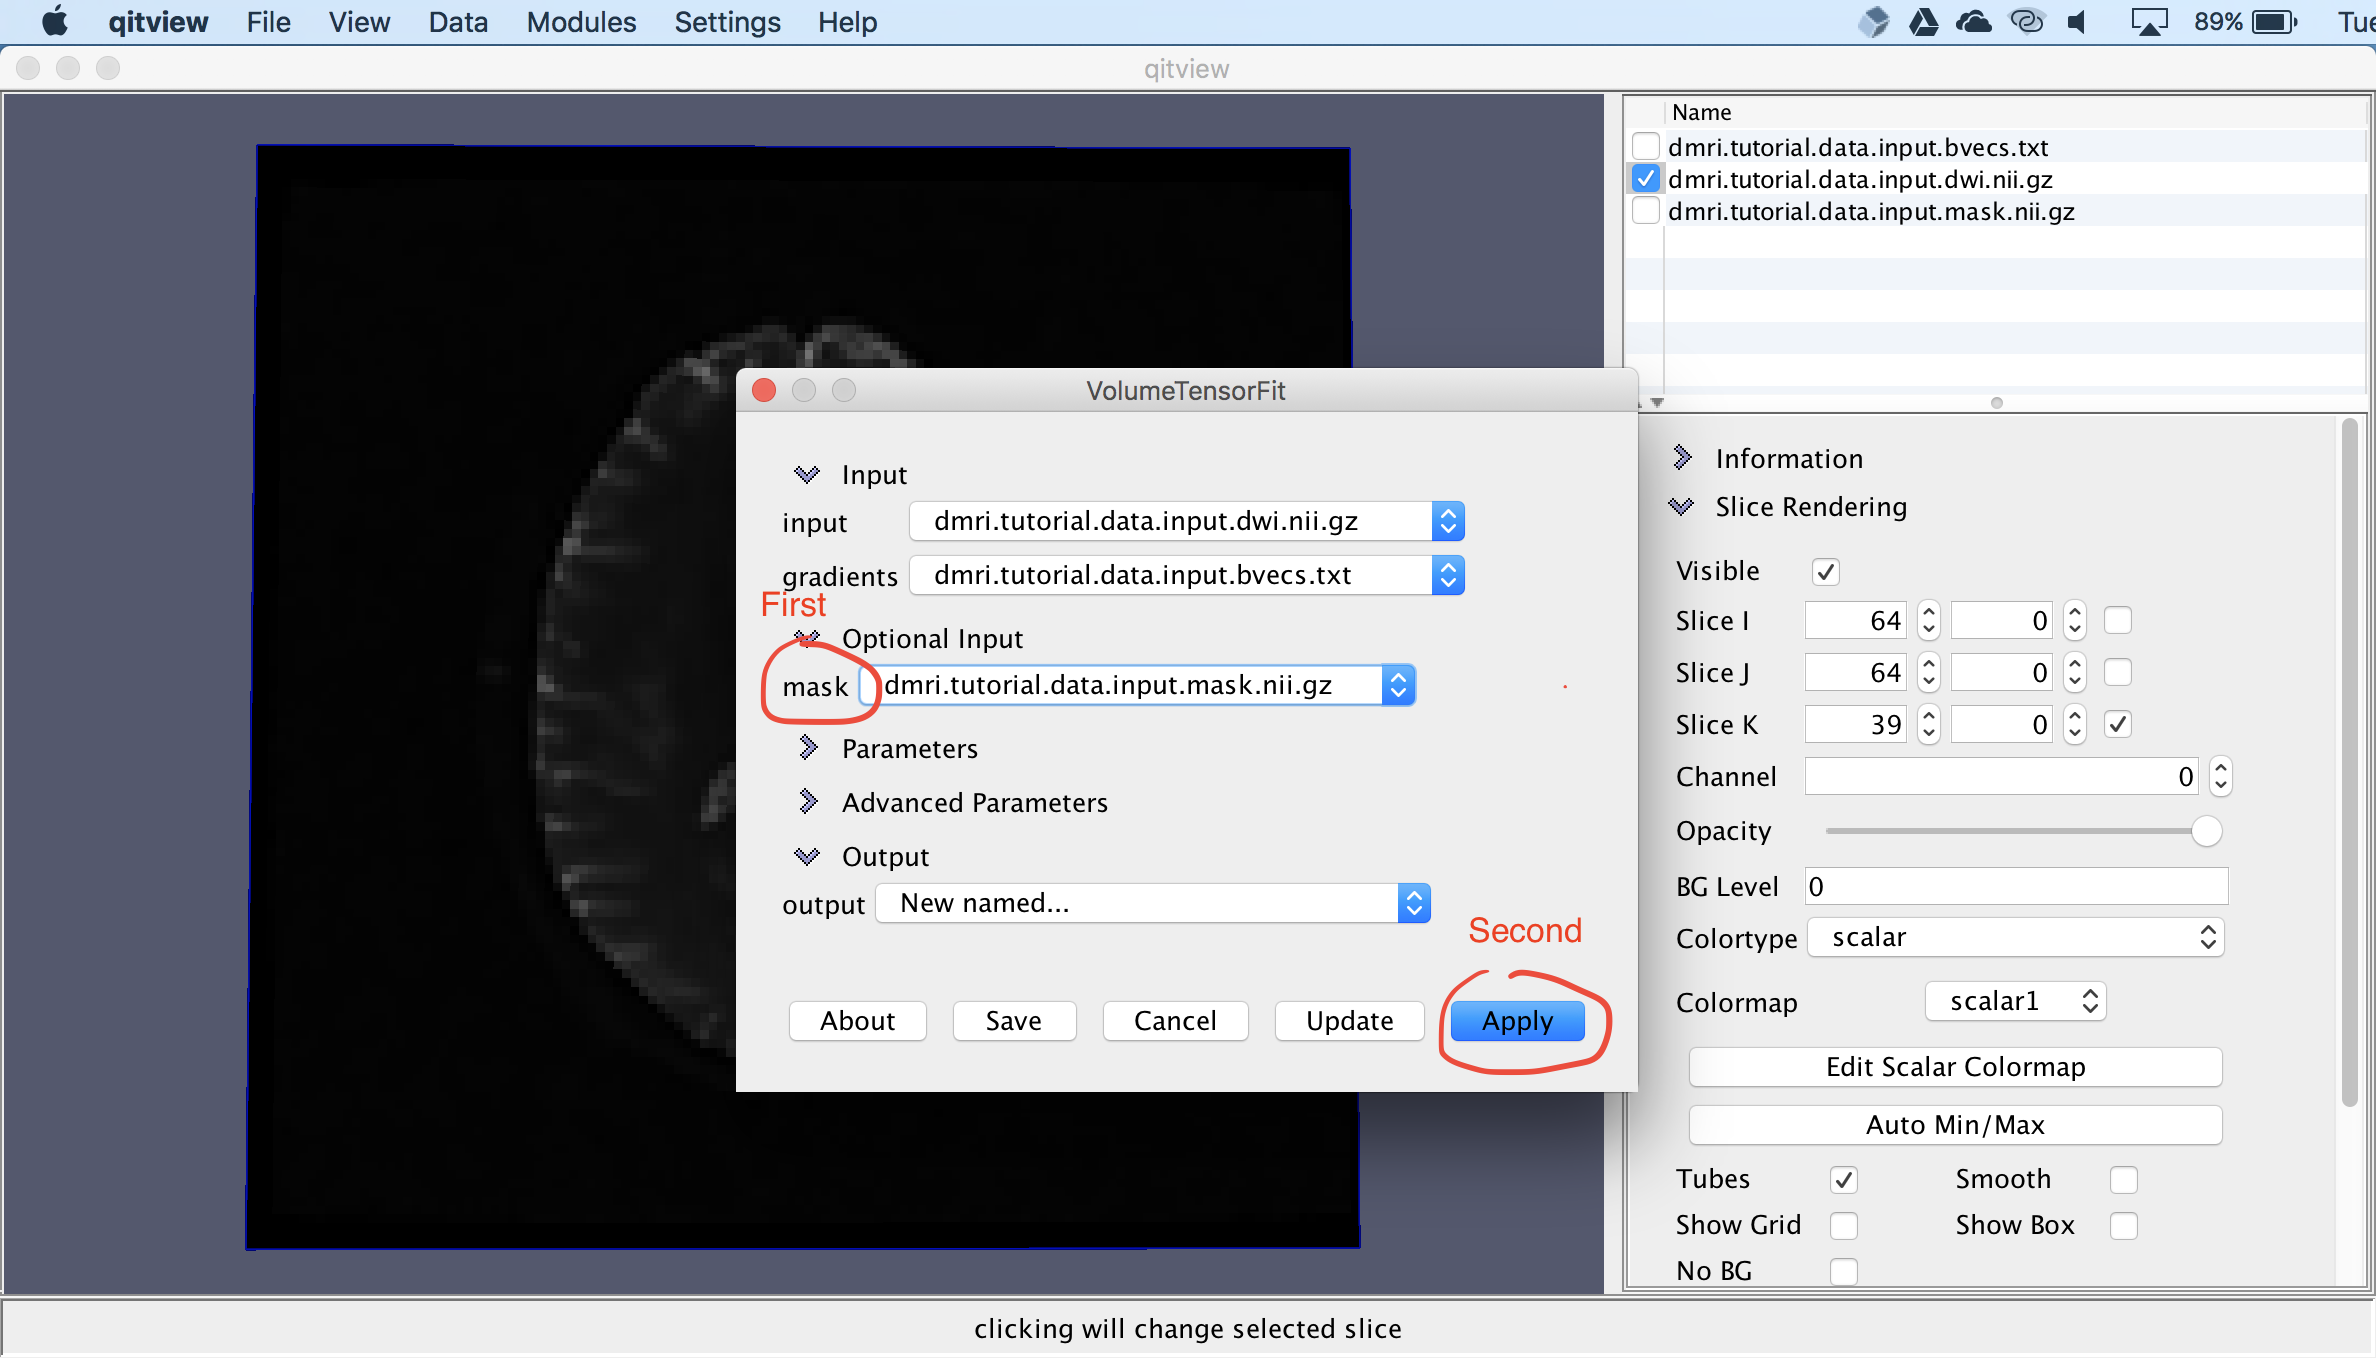 qitview File View Data Modules Settings Help 89%
qitview
Name
dmri.tutorial.data.input.bvecs.txt
dmri.tutorial.data.input.dwi.nii.gz
dmri.tutorial.data.input.mask.nii.gz
VolumeTensorFit
Input
input dmri.tutorial.data.input.dwi.nii.gz
gradients dmri.tutorial.data.input.bvecs.txt
First
Optional Input
mask dmri.tutorial.data.input.mask.nii.gz
Parameters
Advanced Parameters
Output
output New named...
Second
About Save Cancel Update Apply
Information
Slice Rendering
Visible
Slice I 64 0
Slice J 64 0
Slice K 39 0
Channel 0
Opacity
BG Level 0
Colortype scalar
Colormap scalar1
Edit Scalar Colormap
Auto Min/Max
Tubes Smooth
Show Grid Show Box
No BG
clicking will change selected slice